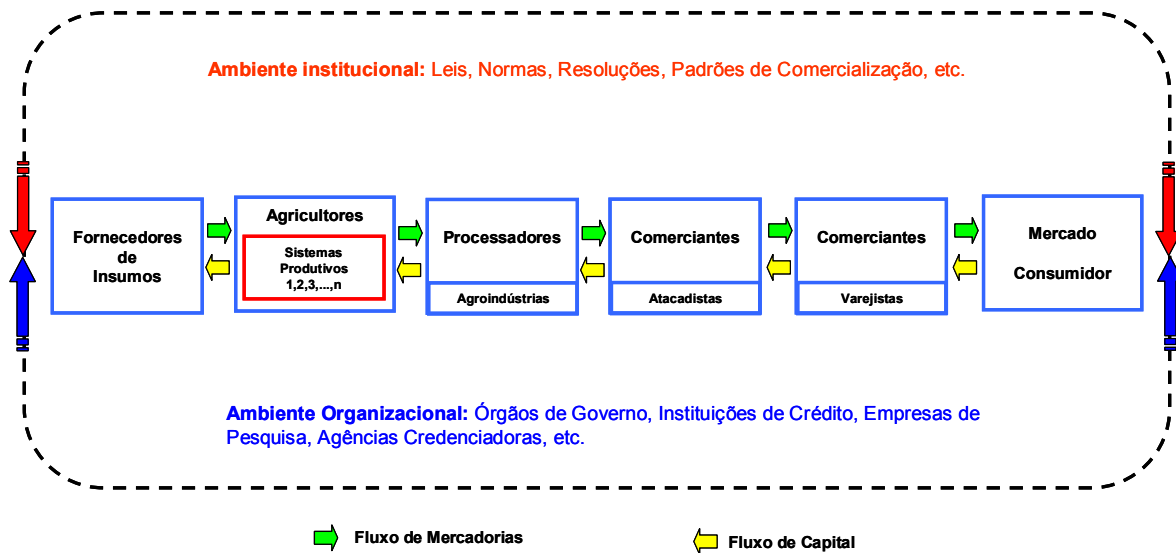 Ambiente institucional: Leis, Normas, Resoluções, Padrões de Comercialização, etc.
Fornecedores
de
Insumos
Agricultores
Sistemas
Produtivos
1,2,3,...,n
Processadores
Agroindústrias
Comerciantes
Atacadistas
Comerciantes
Varejistas
Mercado
Consumidor
Ambiente Organizacional: Órgãos de Governo, Instituições de Crédito, Empresas de
Pesquisa, Agências Credenciadoras, etc.
Fluxo de Mercadorias
Fluxo de Capital